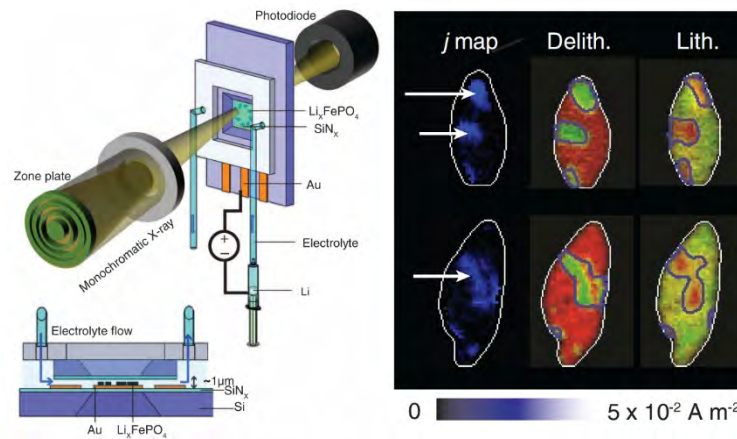 Photodiode
LiₓFePO₄
SiNₓ
Zone plate
Au
Monochromatic X-ray
Electrolyte
+
−
Li
Electrolyte flow
~1μm
SiNₓ
Si
Au
LiₓFePO₄
j map
Delith.
Lith.
0
5 x 10⁻² A m⁻²